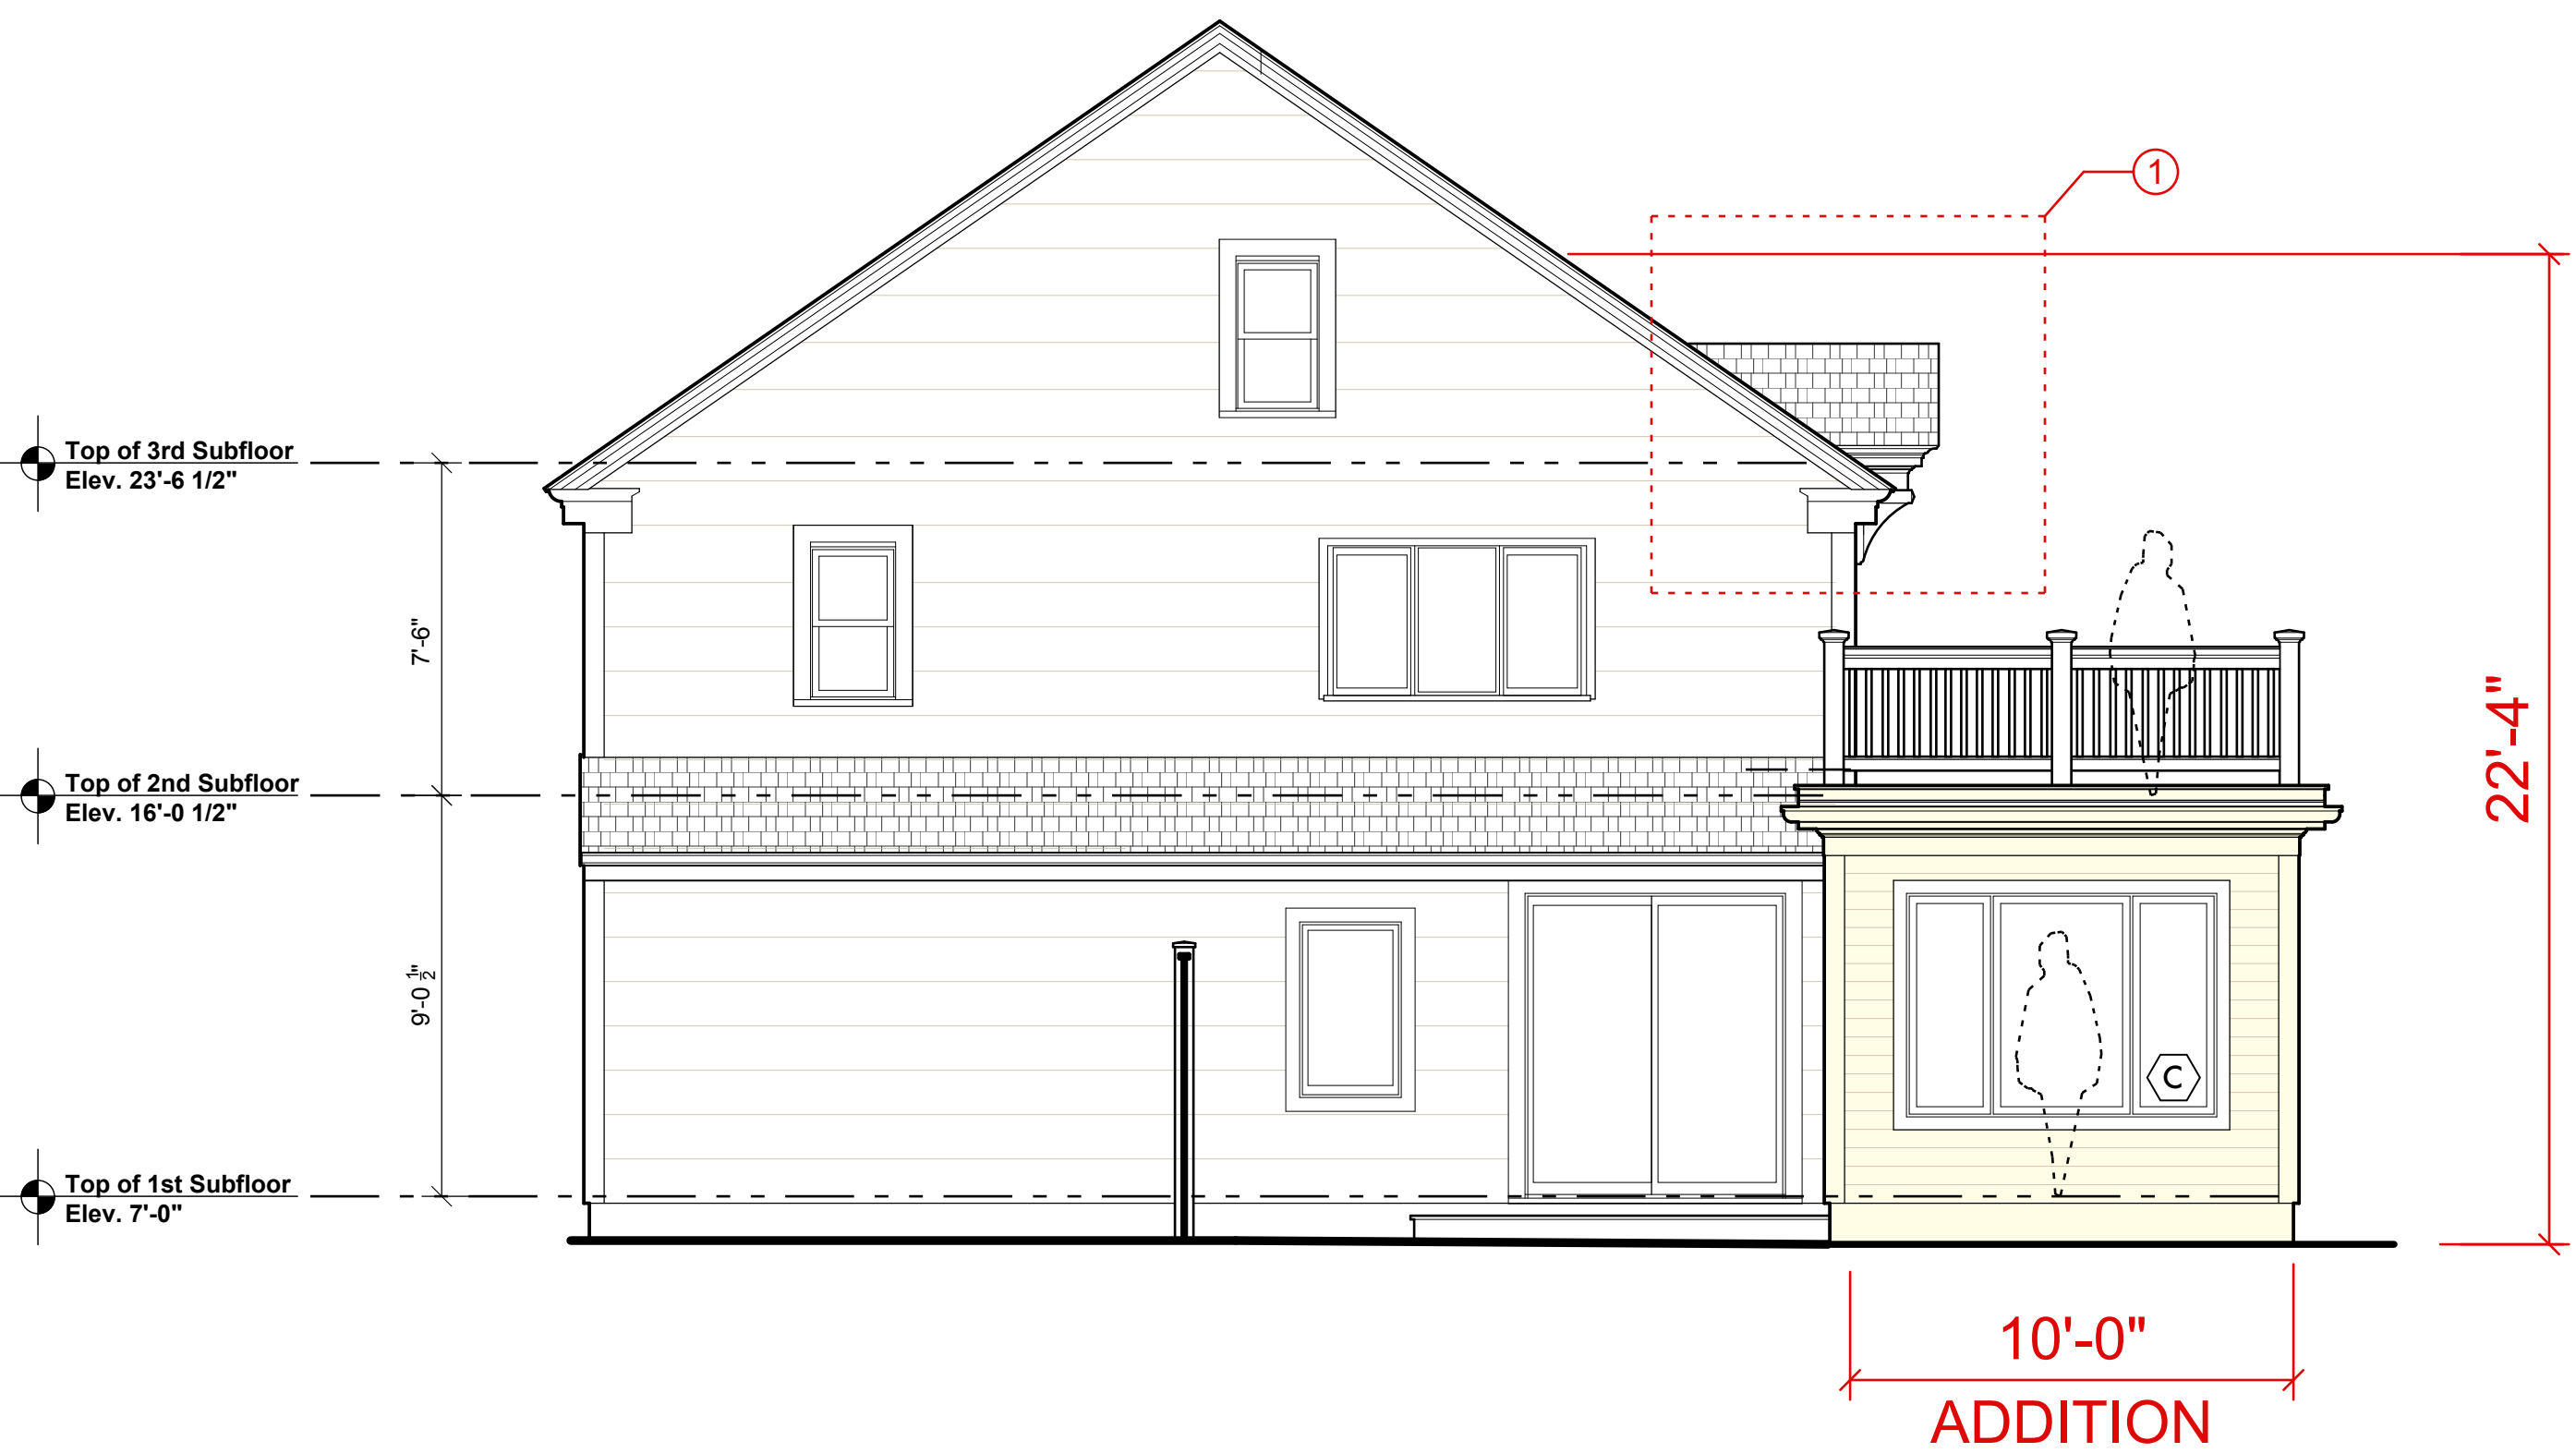 1
Top of 3rd Subfloor
Elev. 23'-6 1/2"
7'-6"
22'-4"
Top of 2nd Subfloor
Elev. 16'-0 1/2"
9'-0 1/2"
C
Top of 1st Subfloor
Elev. 7'-0"
10'-0"
ADDITION